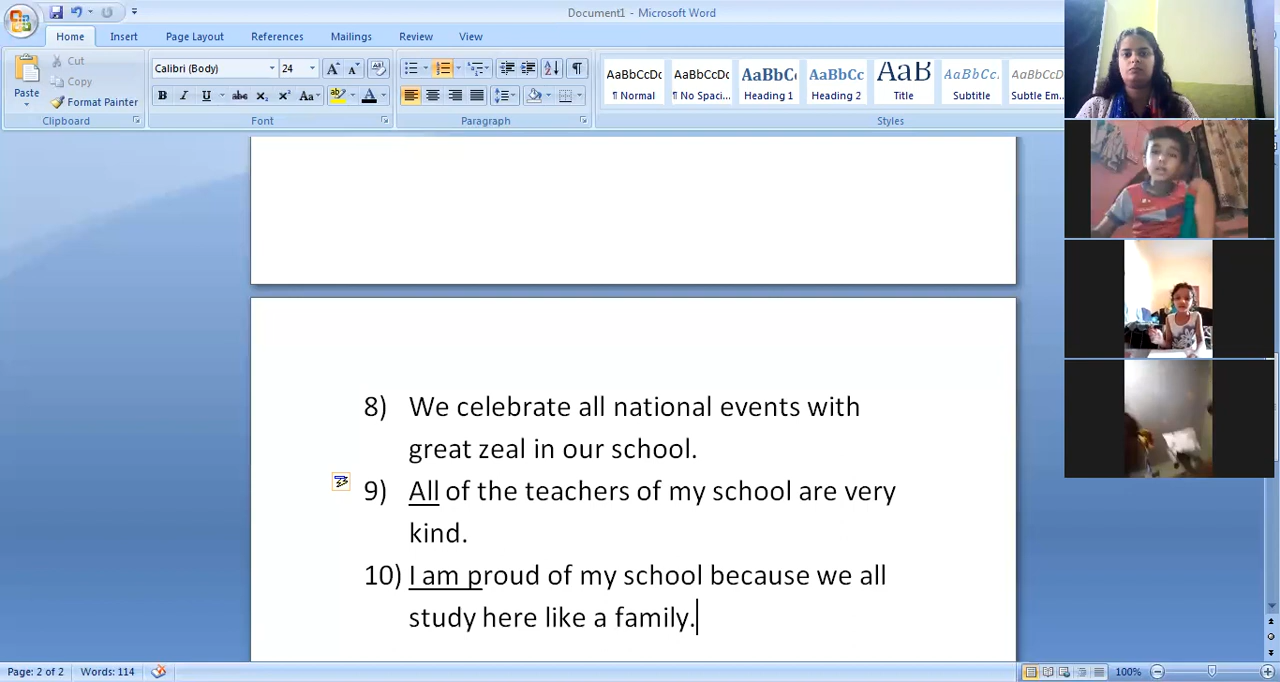 Document1 - Microsoft Word
Home Insert Page Layout References Mailings Review View
Cut
Copy
Paste
Format Painter
Clipboard
Calibri (Body) 24
Font
Paragraph
AaBbCcDc AaBbCcDc AaBbC AaBbCc AaB AaBbCc. AaBbCcDc
¶ Normal ¶ No Spaci... Heading 1 Heading 2 Title Subtitle Subtle Em...
Styles
8) We celebrate all national events with
great zeal in our school.
9) All of the teachers of my school are very
kind.
10) I am proud of my school because we all
study here like a family.
Page: 2 of 2 Words: 114 100%